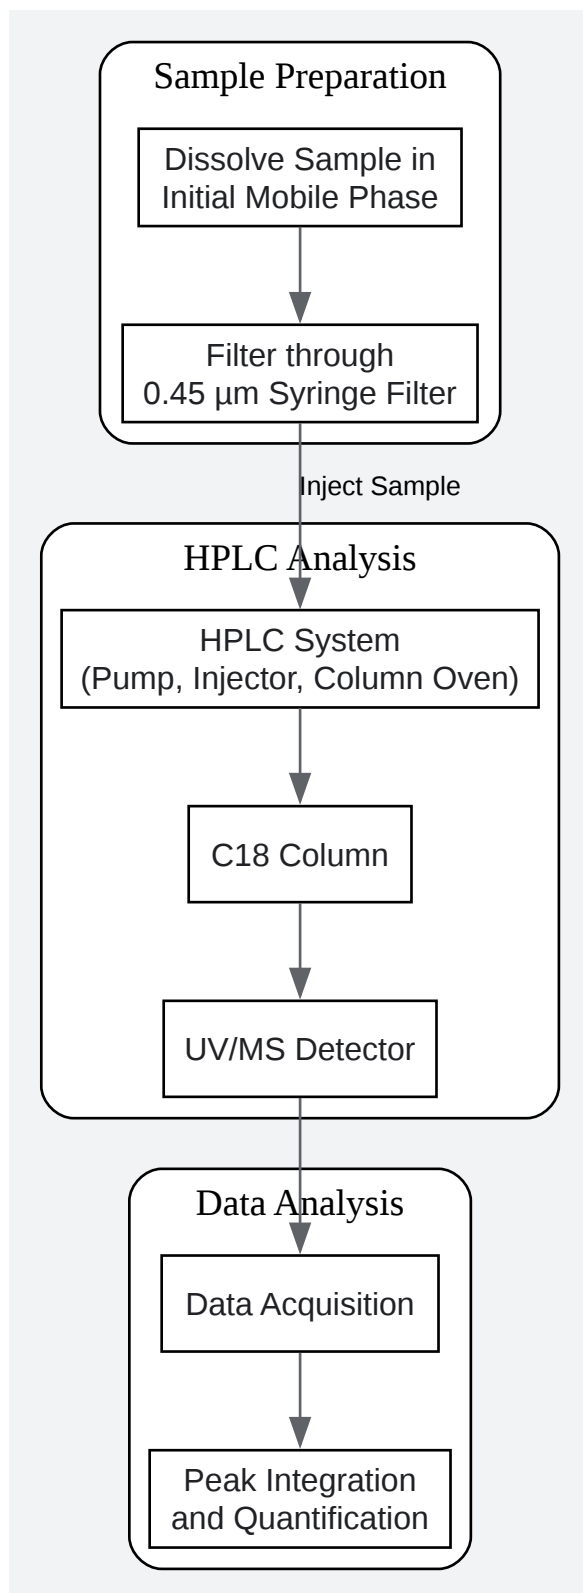 Sample Preparation
Dissolve Sample in
Initial Mobile Phase
Filter through
0.45 µm Syringe Filter
Inject Sample
HPLC Analysis
HPLC System
(Pump, Injector, Column Oven)
C18 Column
UV/MS Detector
Data Analysis
Data Acquisition
Peak Integration
and Quantification